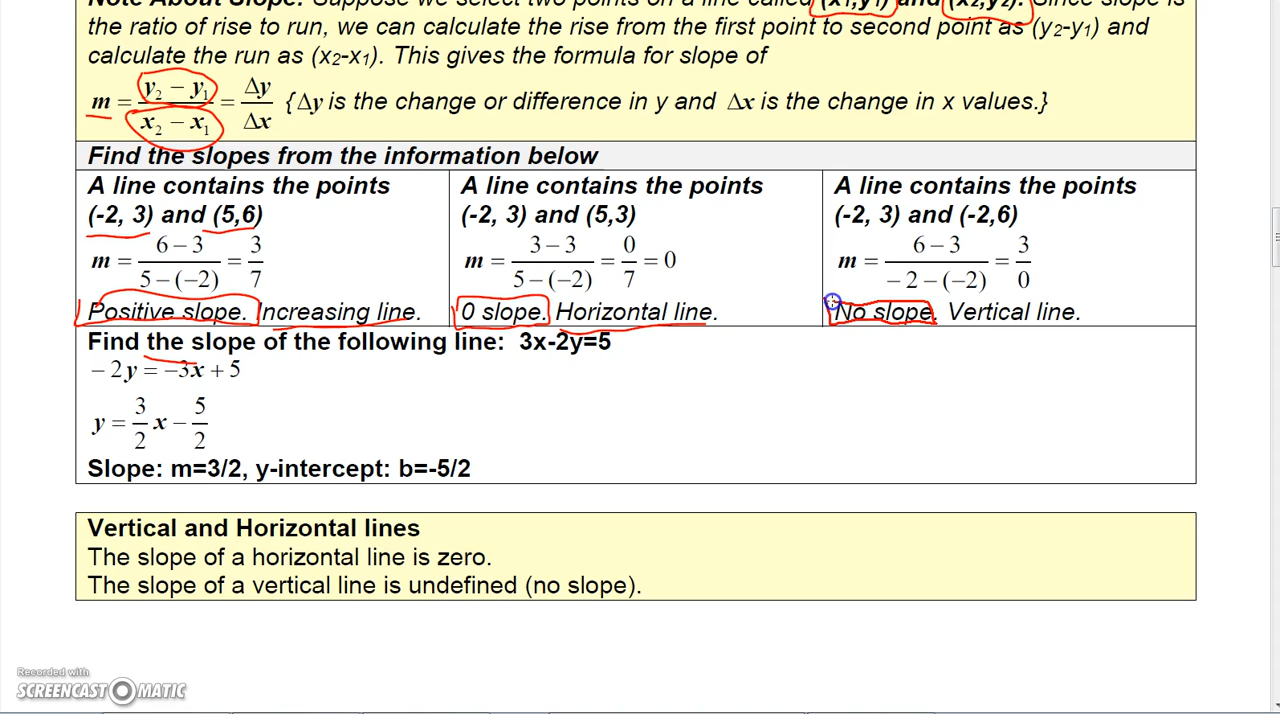 Note About Slope: Suppose we select two points on a line called (x1,y1) and (x2,y2). Since slope is
the ratio of rise to run, we can calculate the rise from the first point to second point as (y2-y1) and
calculate the run as (x2-x1). This gives the formula for slope of
m = (y₂ − y₁)/(x₂ − x₁) = Δy/Δx {Δy is the change or difference in y and Δx is the change in x values.}
Find the slopes from the information below
A line contains the points
(-2, 3) and (5,6)
m = (6 − 3)/(5 − (−2)) = 3/7
Positive slope. Increasing line.
A line contains the points
(-2, 3) and (5,3)
m = (3 − 3)/(5 − (−2)) = 0/7 = 0
0 slope. Horizontal line.
A line contains the points
(-2, 3) and (-2,6)
m = (6 − 3)/(−2 − (−2)) = 3/0
No slope. Vertical line.
Find the slope of the following line: 3x-2y=5
−2y = −3x + 5
y = 3/2 x − 5/2
Slope: m=3/2, y-intercept: b=-5/2
Vertical and Horizontal lines
The slope of a horizontal line is zero.
The slope of a vertical line is undefined (no slope).
Recorded with
SCREENCAST MATIC